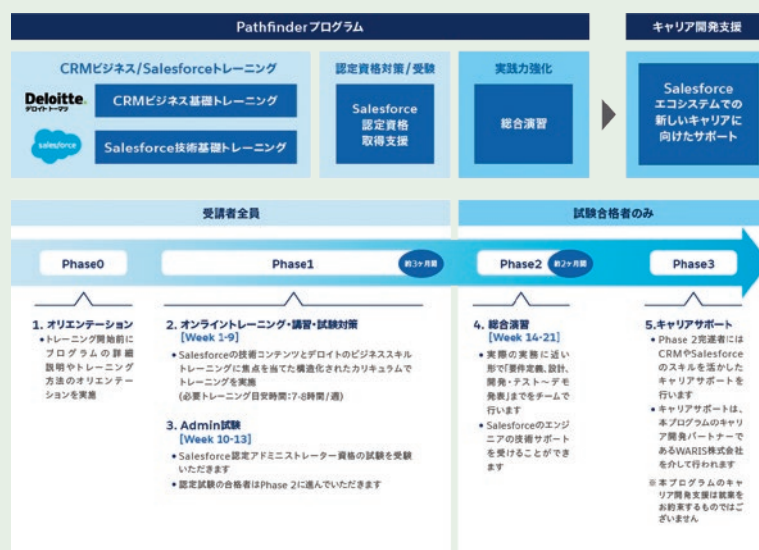 Pathfinderプログラム
キャリア開発支援
CRMビジネス/Salesforceトレーニング
Deloitte.
デロイト トーマツ
CRMビジネス基礎トレーニング
salesforce
Salesforce技術基礎トレーニング
認定資格対策/受験
Salesforce
認定資格
取得支援
実践力強化
総合演習
Salesforce
エコシステムでの
新しいキャリアに
向けたサポート
受講者全員
試験合格者のみ
Phase0
Phase1
約3ヶ月間
Phase2
約2ヶ月間
Phase3
1. オリエンテーション
• トレーニング開始前に
プログラムの詳細
説明やトレーニング
方法のオリエンテー
ションを実施
2. オンライントレーニング・講習・試験対策
[Week 1-9]
• Salesforceの技術コンテンツとデロイトのビジネススキル
トレーニングに焦点を当てた構造化されたカリキュラムで
トレーニングを実施
(必要トレーニング目安時間:7-8時間/週)
3. Admin試験
[Week 10-13]
• Salesforce認定アドミニストレーター資格の試験を受験
いただきます
• 認定試験の合格者はPhase 2に進んでいただきます
4. 総合演習
[Week 14-21]
• 実際の実務に近い
形で「要件定義、設計、
開発・テスト～デモ
発表」までをチームで
行います
• Salesforceのエンジ
ニアの技術サポート
を受けることができ
ます
5.キャリアサポート
• Phase 2完遂者には
CRMやSalesforce
のスキルを活かした
キャリアサポートを
行います
• キャリアサポートは、
本プログラムのキャリ
ア開発パートナーで
あるWARIS株式会社
を介して行われます
※本プログラムのキャ
リア開発支援は就業を
お約束するものではご
ざいません